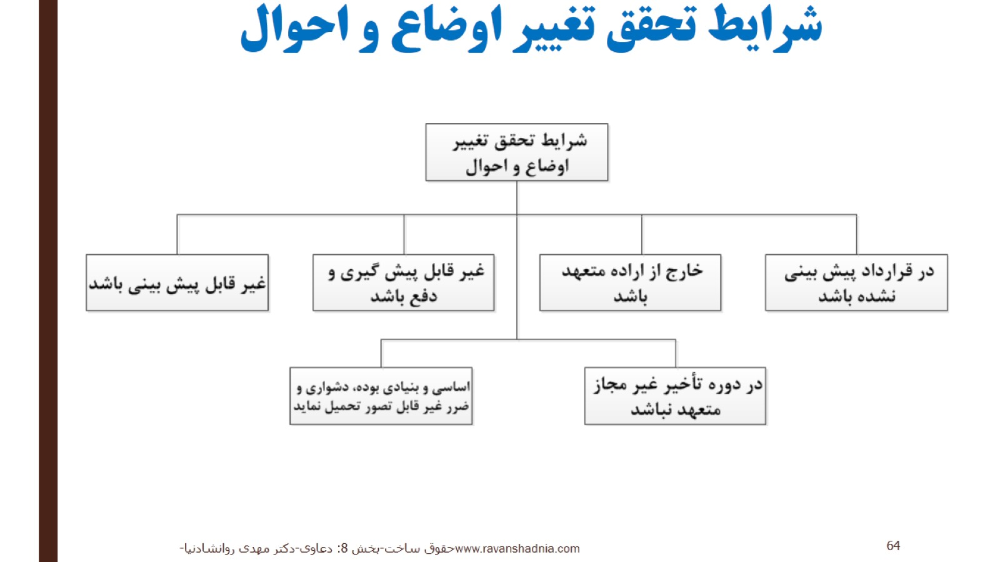 شرایط تحقق تغییر اوضاع و احوال
شرایط تحقق تغییر
اوضاع و احوال
در قرارداد پیش بینی
نشده باشد
خارج از اراده متعهد
باشد
غیر قابل پیش گیری و
دفع باشد
غیر قابل پیش بینی باشد
در دوره تأخیر غیر مجاز
متعهد نباشد
اساسی و بنیادی بوده، دشواری و
ضرر غیر قابل تصور تحمیل نماید
www.ravanshadnia.comحقوق ساخت-بخش 8: دعاوی-دکتر مهدی روانشادنیا-
64